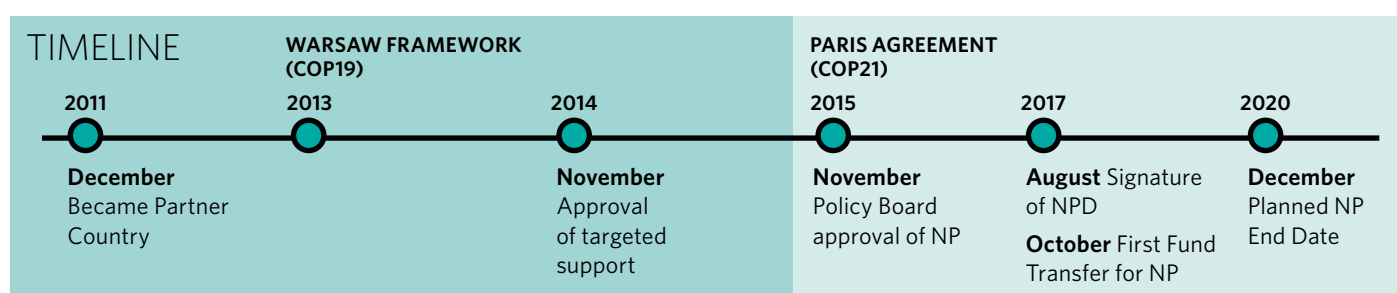 TIMELINE
WARSAW FRAMEWORK
(COP19)
PARIS AGREEMENT
(COP21)
2011
2013
2014
2015
2017
2020
December
Became Partner
Country
November
Approval
of targeted
support
November
Policy Board
approval of NP
August Signature
of NPD
October First Fund
Transfer for NP
December
Planned NP
End Date